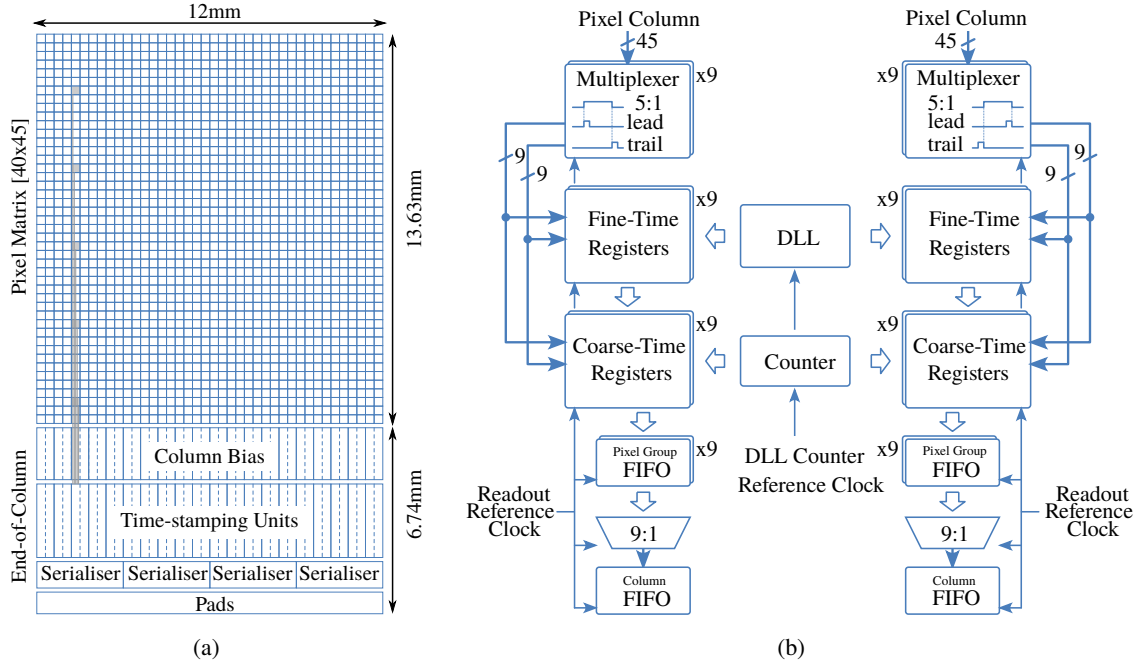 12mm
Pixel Matrix [40x45]
13.63mm
End-of-Column
6.74mm
Column Bias
Time-stamping Units
Serialiser Serialiser Serialiser Serialiser
Pads
(a)
Pixel Column
45
Multiplexer
x9
5:1
lead
trail
9
9
Fine-Time
Registers
x9
Coarse-Time
Registers
x9
Pixel Group
FIFO
x9
9:1
Column
FIFO
Readout
Reference
Clock
DLL
Counter
DLL Counter
Reference Clock
Pixel Column
45
x9
Multiplexer
5:1
lead
trail
9
9
x9
Fine-Time
Registers
x9
Coarse-Time
Registers
x9
Pixel Group
FIFO
9:1
Column
FIFO
Readout
Reference
Clock
(b)